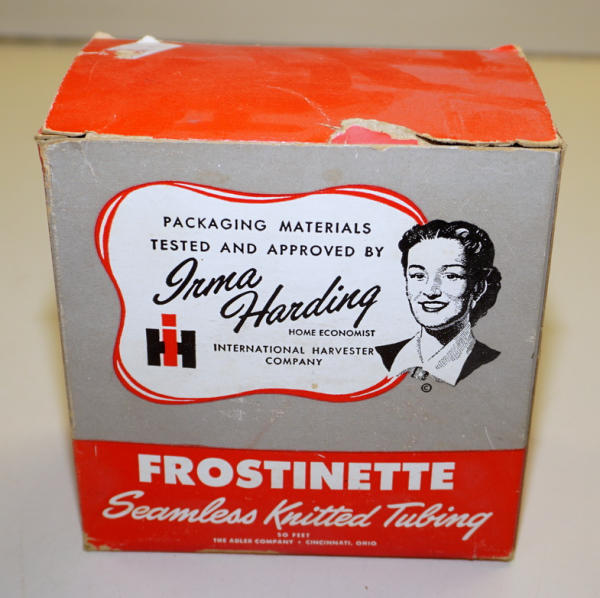 PACKAGING MATERIALS
TESTED AND APPROVED BY
Irma
Harding
HOME ECONOMIST
IH
INTERNATIONAL HARVESTER
COMPANY
©
FROSTINETTE
Seamless Knitted Tubing
50 FEET
THE ADLER COMPANY • CINCINNATI, OHIO